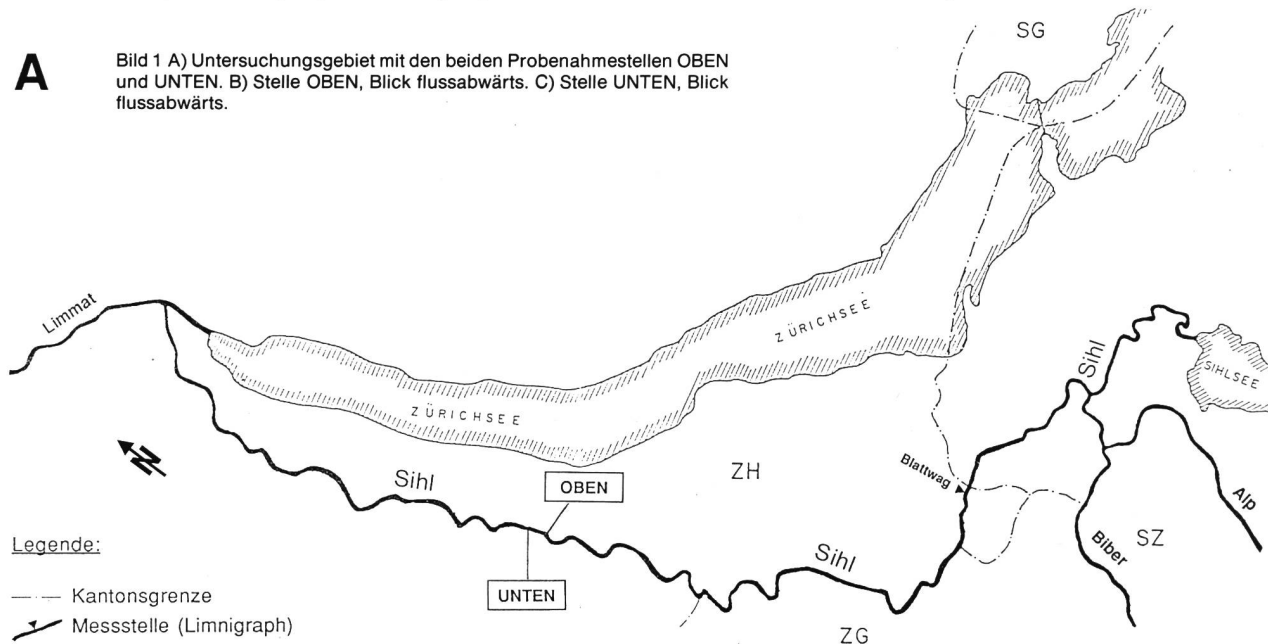 A
Bild 1 A) Untersuchungsgebiet mit den beiden Probenahmestellen OBEN
und UNTEN. B) Stelle OBEN, Blick flussabwärts. C) Stelle UNTEN, Blick
flussabwärts.
SG
Limmat
ZÜRICHSEE
ZÜRICHSEE
Sihl
SIHLSEE
N
Sihl
OBEN
ZH
Blattwag
Alp
SZ
Biber
Sihl
UNTEN
ZG
Legende:
Kantonsgrenze
Messstelle (Limnigraph)